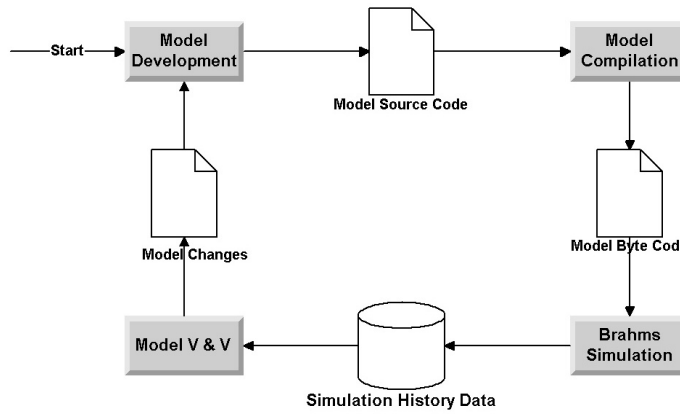 Start
Model
Development
Model Source Code
Model
Compilation
Model Changes
Model Byte Cod
Model V & V
Simulation History Data
Brahms
Simulation